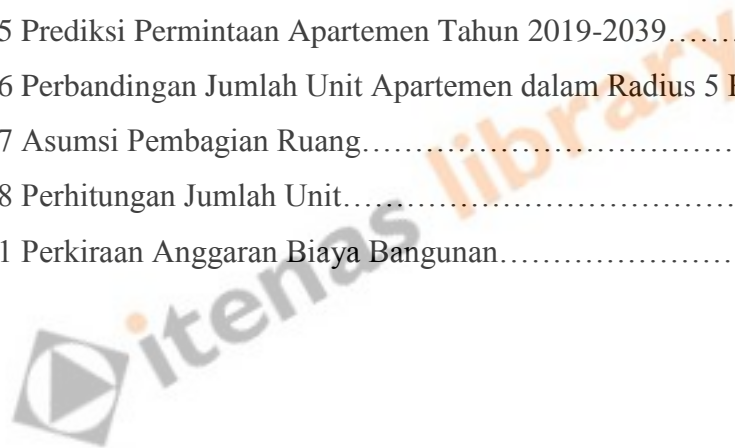 5 Prediksi Permintaan Apartemen Tahun 2019-2039.......
6 Perbandingan Jumlah Unit Apartemen dalam Radius 5
7 Asumsi Pembagian Ruang....................................
8 Perhitungan Jumlah Unit......................................
1 Perkiraan Anggaran Biaya Bangunan.......................
itenas library